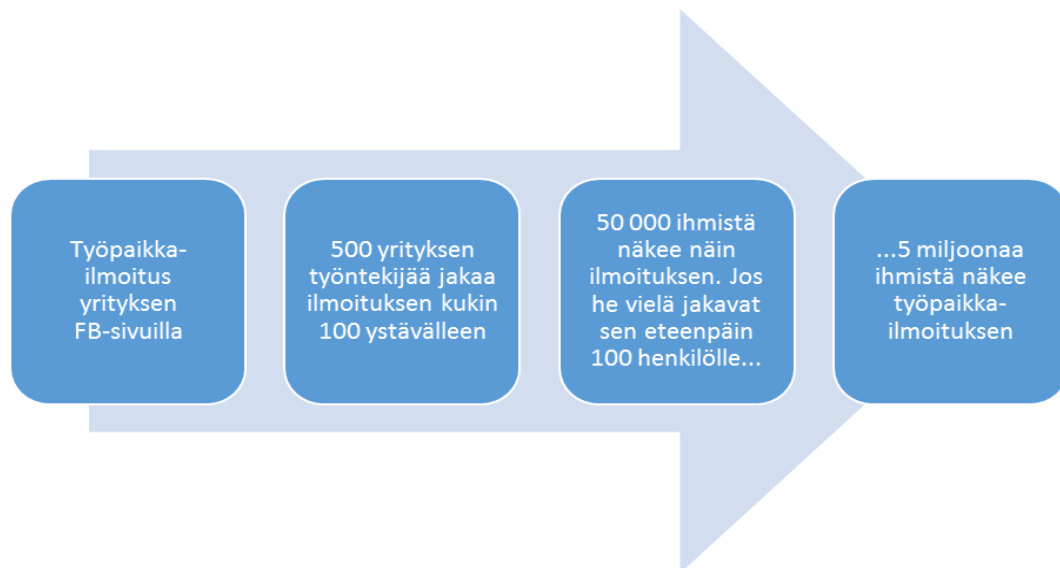 Työpaikka-
ilmoitus
yrityksen
FB-sivuilla
500 yrityksen
työntekijää jakaa
ilmoituksen kukin
100 ystävälleen
50 000 ihmistä
näkee näin
ilmoituksen. Jos
he vielä jakavat
sen eteenpäin
100 henkilölle...
...5 miljoonaa
ihmistä näkee
työpaikka-
ilmoituksen